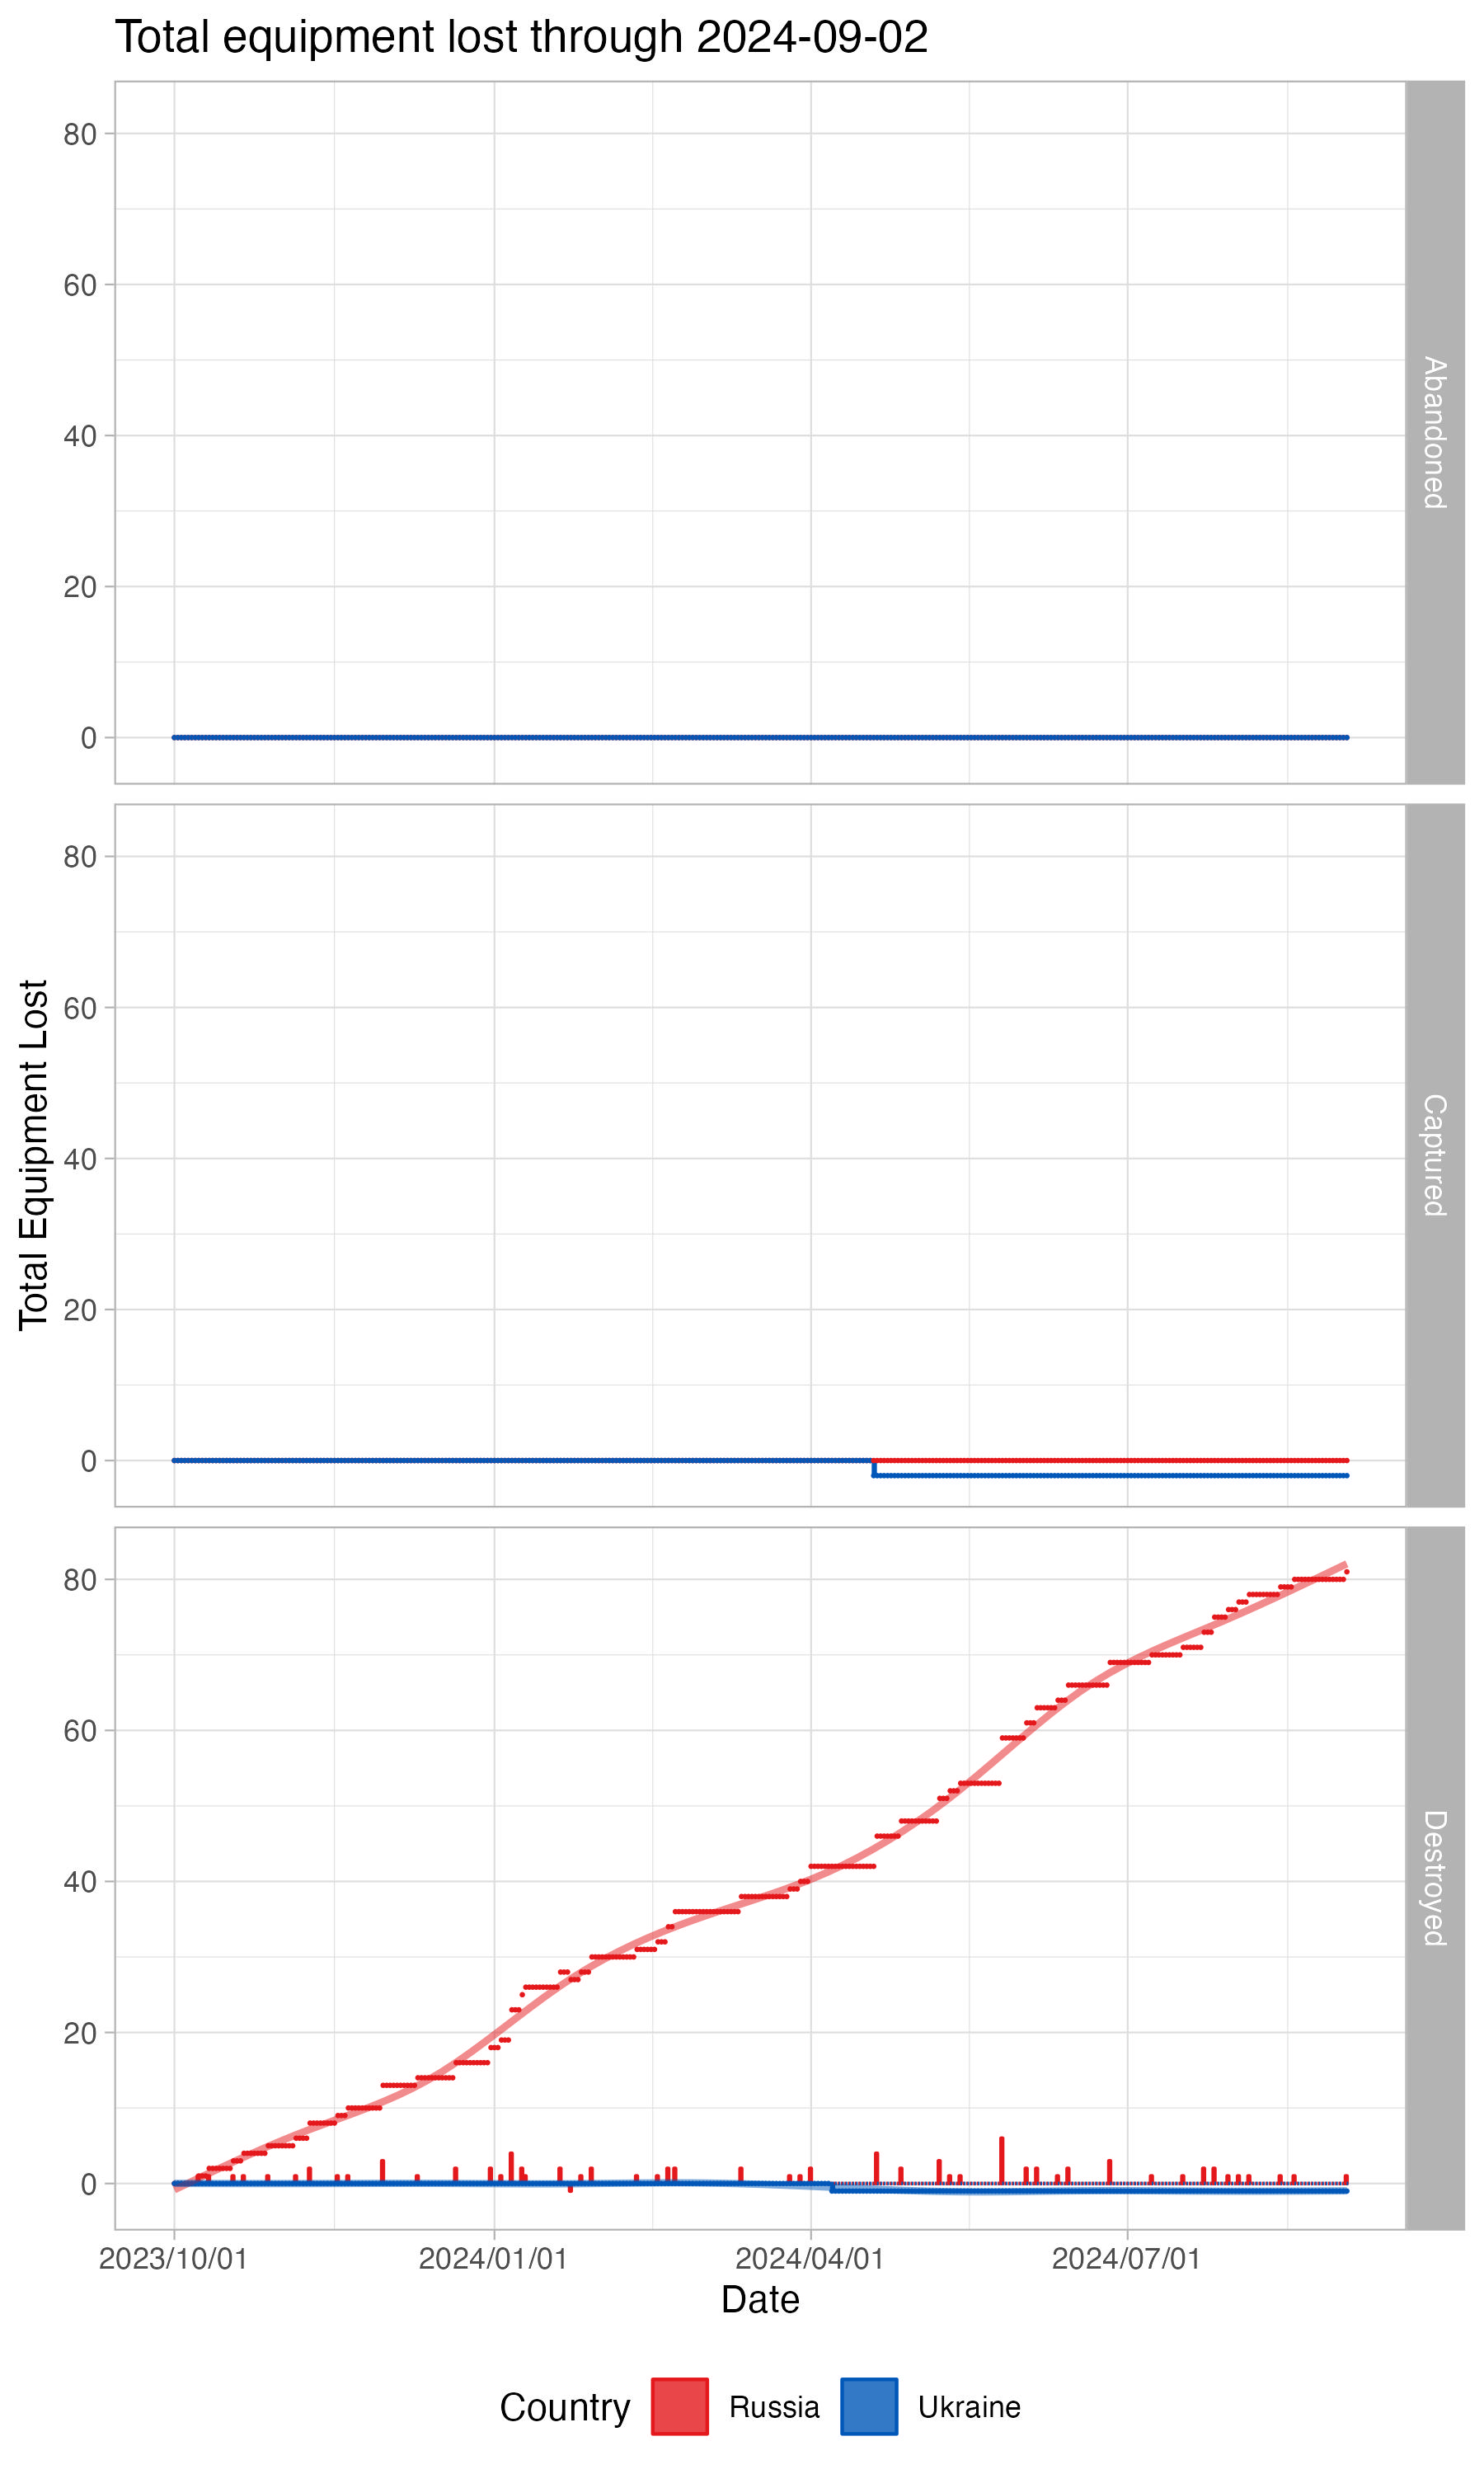 Total equipment lost through 2024-09-02
80
60
40
20
0
Abandoned
80
60
40
20
0
Captured
80
60
40
20
0
Destroyed
Total Equipment Lost
2023/10/01 2024/01/01 2024/04/01 2024/07/01
Date
Country Russia Ukraine